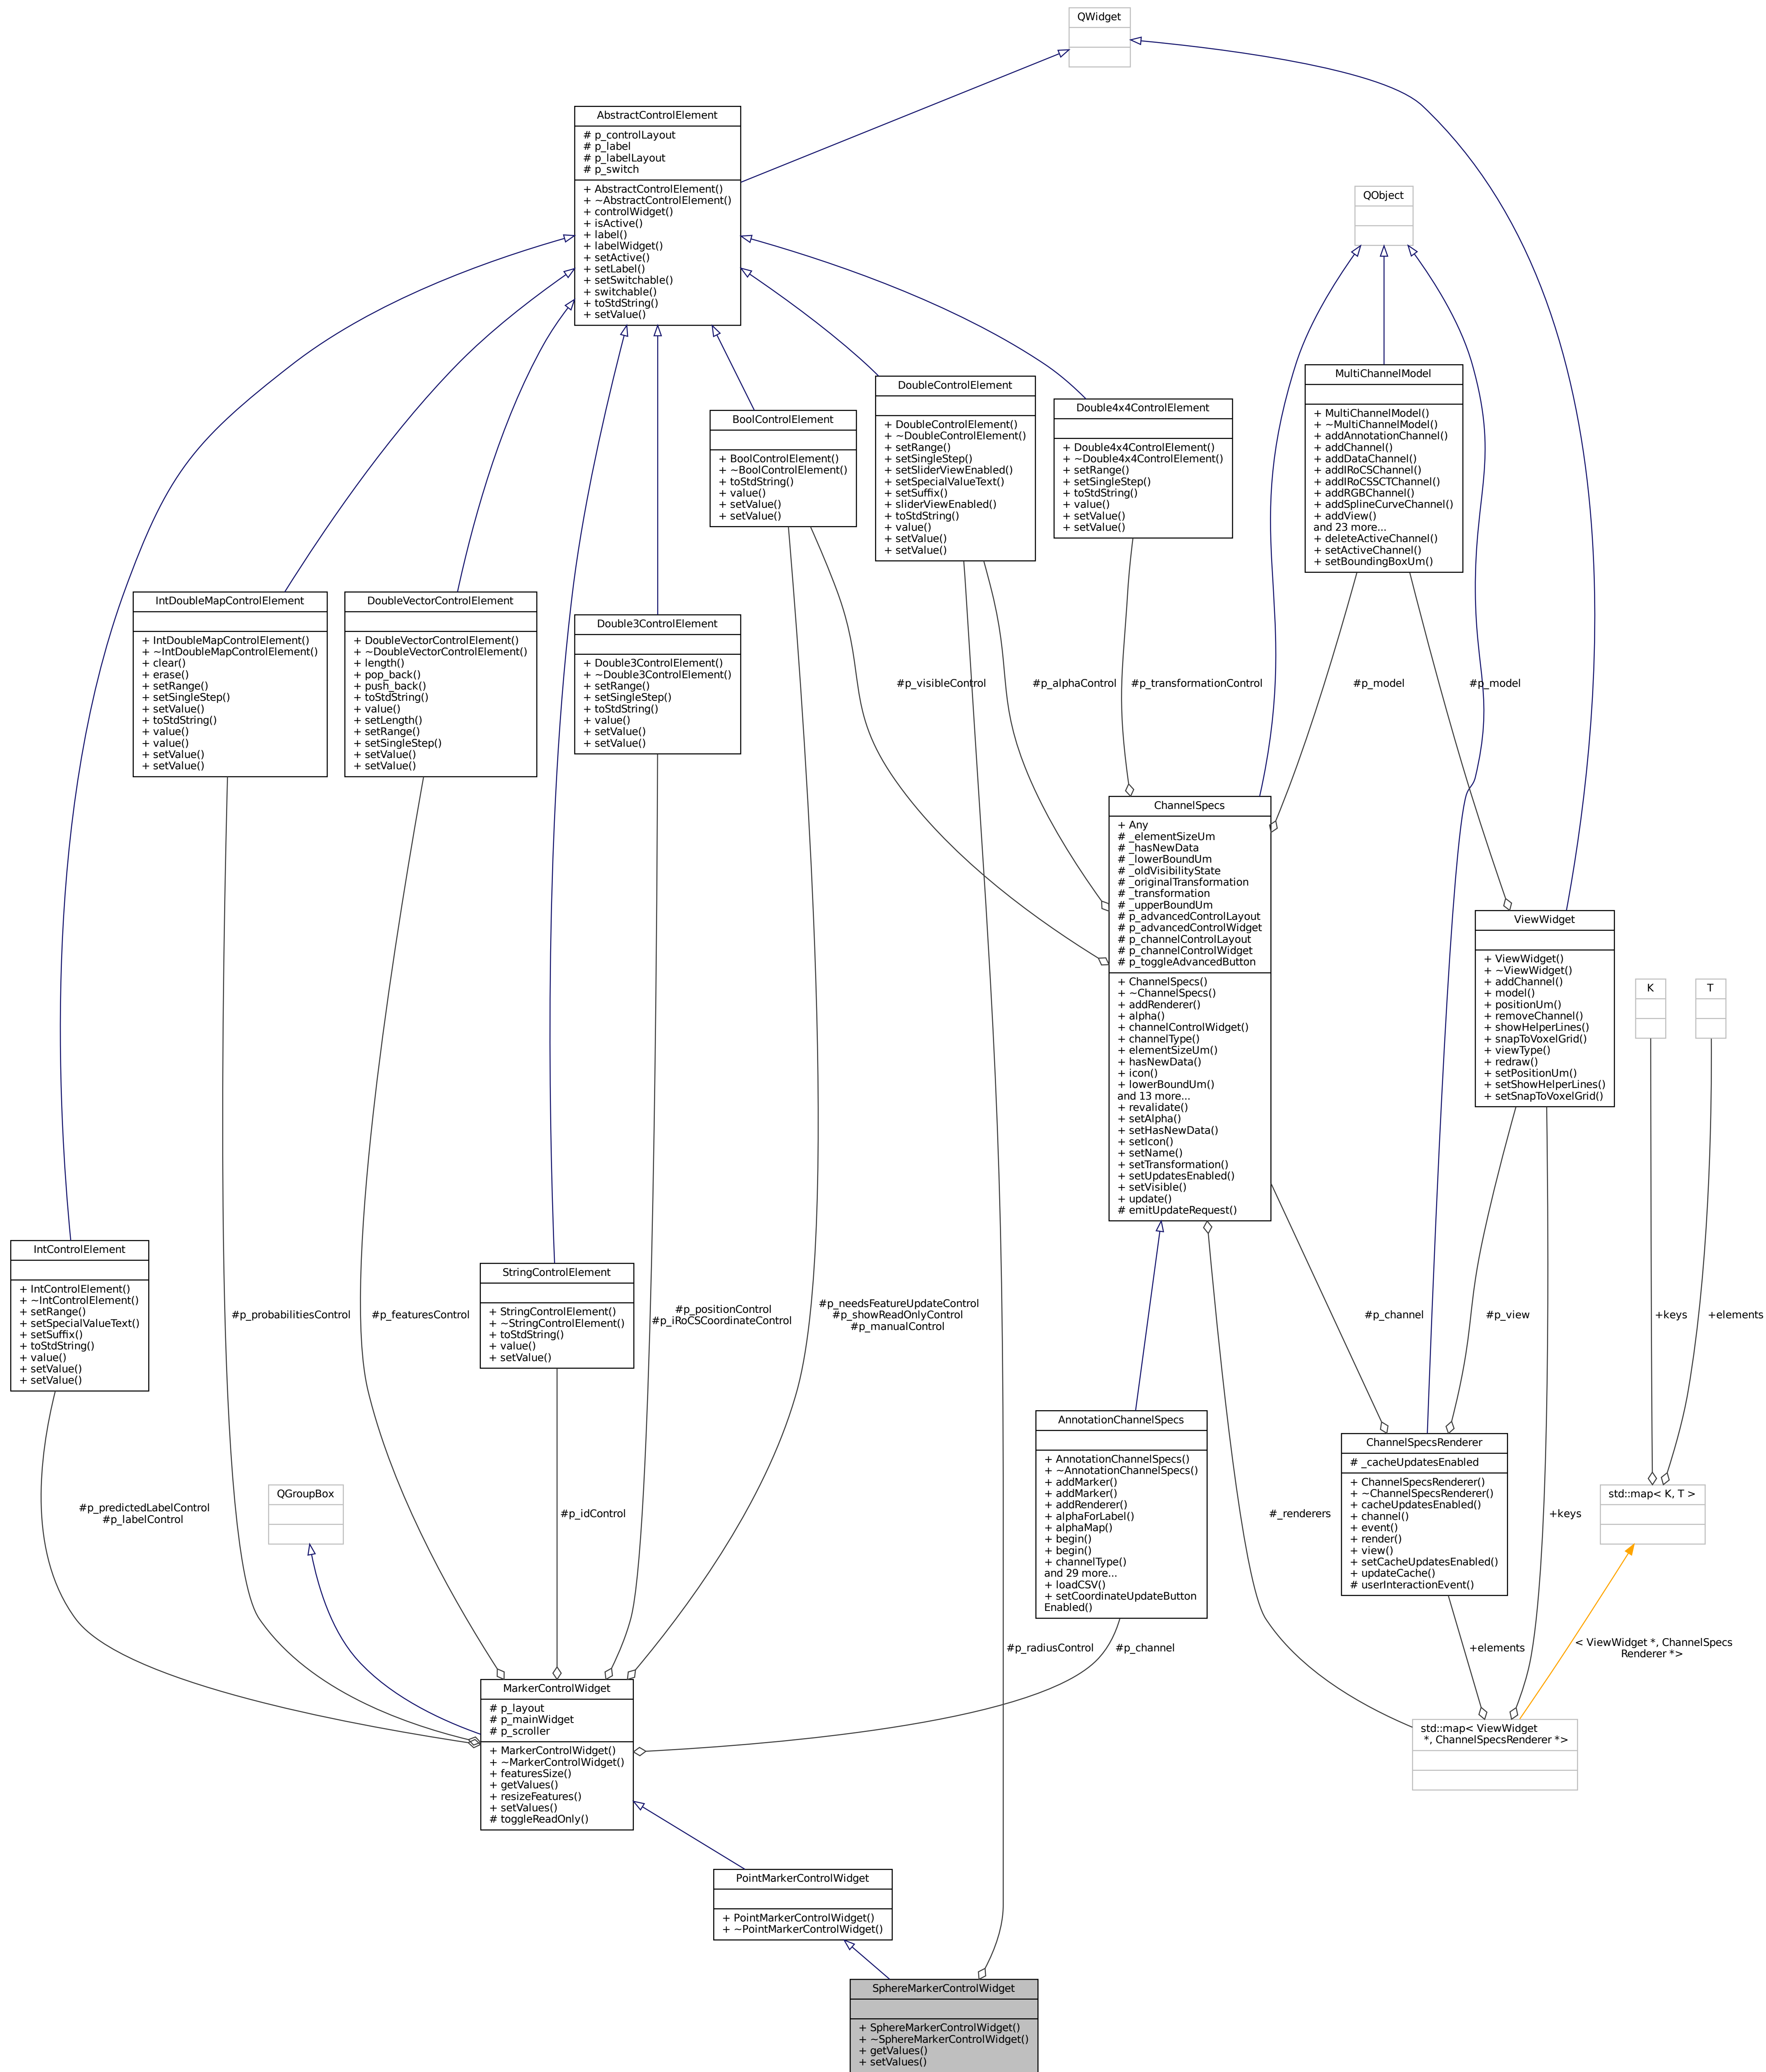 QWidget
AbstractControlElement
# p_controlLayout
# p_label
# p_labelLayout
# p_switch
+ AbstractControlElement()
+ ~AbstractControlElement()
+ controlWidget()
+ isActive()
+ label()
+ labelWidget()
+ setActive()
+ setLabel()
+ setSwitchable()
+ switchable()
+ toStdString()
+ setValue()
QObject
MultiChannelModel
+ MultiChannelModel()
+ ~MultiChannelModel()
+ addAnnotationChannel()
+ addChannel()
+ addDataChannel()
+ addIRoCSChannel()
+ addIRoCSSCTChannel()
+ addRGBChannel()
+ addSplineCurveChannel()
+ addView()
and 23 more...
+ deleteActiveChannel()
+ setActiveChannel()
+ setBoundingBoxUm()
DoubleControlElement
+ DoubleControlElement()
+ ~DoubleControlElement()
+ setRange()
+ setSingleStep()
+ setSliderViewEnabled()
+ setSpecialValueText()
+ setSuffix()
+ sliderViewEnabled()
+ toStdString()
+ value()
+ setValue()
+ setValue()
Double4x4ControlElement
+ Double4x4ControlElement()
+ ~Double4x4ControlElement()
+ setRange()
+ setSingleStep()
+ toStdString()
+ value()
+ setValue()
+ setValue()
BoolControlElement
+ BoolControlElement()
+ ~BoolControlElement()
+ toStdString()
+ value()
+ setValue()
+ setValue()
IntDoubleMapControlElement
+ IntDoubleMapControlElement()
+ ~IntDoubleMapControlElement()
+ clear()
+ erase()
+ setRange()
+ setSingleStep()
+ setValue()
+ toStdString()
+ value()
+ value()
+ setValue()
+ setValue()
DoubleVectorControlElement
+ DoubleVectorControlElement()
+ ~DoubleVectorControlElement()
+ length()
+ pop_back()
+ push_back()
+ toStdString()
+ value()
+ setLength()
+ setRange()
+ setSingleStep()
+ setValue()
+ setValue()
Double3ControlElement
+ Double3ControlElement()
+ ~Double3ControlElement()
+ setRange()
+ setSingleStep()
+ toStdString()
+ value()
+ setValue()
+ setValue()
#p_visibleControl
#p_alphaControl
#p_transformationControl
#p_model
#p_model
ChannelSpecs
+ Any
# _elementSizeUm
# _hasNewData
# _lowerBoundUm
# _oldVisibilityState
# _originalTransformation
# _transformation
# _upperBoundUm
# p_advancedControlLayout
# p_advancedControlWidget
# p_channelControlLayout
# p_channelControlWidget
# p_toggleAdvancedButton
+ ChannelSpecs()
+ ~ChannelSpecs()
+ addRenderer()
+ alpha()
+ channelControlWidget()
+ channelType()
+ elementSizeUm()
+ hasNewData()
+ icon()
+ lowerBoundUm()
and 13 more...
+ revalidate()
+ setAlpha()
+ setHasNewData()
+ setIcon()
+ setName()
+ setTransformation()
+ setUpdatesEnabled()
+ setVisible()
+ update()
# emitUpdateRequest()
ViewWidget
+ ViewWidget()
+ ~ViewWidget()
+ addChannel()
+ model()
+ positionUm()
+ removeChannel()
+ showHelperLines()
+ snapToVoxelGrid()
+ viewType()
+ redraw()
+ setPositionUm()
+ setShowHelperLines()
+ setSnapToVoxelGrid()
K
T
IntControlElement
+ IntControlElement()
+ ~IntControlElement()
+ setRange()
+ setSpecialValueText()
+ setSuffix()
+ toStdString()
+ value()
+ setValue()
+ setValue()
#p_probabilitiesControl
#p_featuresControl
StringControlElement
+ StringControlElement()
+ ~StringControlElement()
+ toStdString()
+ value()
+ setValue()
#p_positionControl
#p_iRoCSCoordinateControl
#p_needsFeatureUpdateControl
#p_showReadOnlyControl
#p_manualControl
#p_channel
#p_view
+keys
+elements
AnnotationChannelSpecs
+ AnnotationChannelSpecs()
+ ~AnnotationChannelSpecs()
+ addMarker()
+ addMarker()
+ addRenderer()
+ alphaForLabel()
+ alphaMap()
+ begin()
+ begin()
+ channelType()
and 29 more...
+ loadCSV()
+ setCoordinateUpdateButton
Enabled()
ChannelSpecsRenderer
# _cacheUpdatesEnabled
+ ChannelSpecsRenderer()
+ ~ChannelSpecsRenderer()
+ cacheUpdatesEnabled()
+ channel()
+ event()
+ render()
+ view()
+ setCacheUpdatesEnabled()
+ updateCache()
# userInteractionEvent()
std::map< K, T >
QGroupBox
#p_predictedLabelControl
#p_labelControl
#p_idControl
#_renderers
+keys
#p_radiusControl
#p_channel
+elements
< ViewWidget *, ChannelSpecs
Renderer *>
MarkerControlWidget
# p_layout
# p_mainWidget
# p_scroller
+ MarkerControlWidget()
+ ~MarkerControlWidget()
+ featuresSize()
+ getValues()
+ resizeFeatures()
+ setValues()
# toggleReadOnly()
std::map< ViewWidget
*, ChannelSpecsRenderer *>
PointMarkerControlWidget
+ PointMarkerControlWidget()
+ ~PointMarkerControlWidget()
SphereMarkerControlWidget
+ SphereMarkerControlWidget()
+ ~SphereMarkerControlWidget()
+ getValues()
+ setValues()